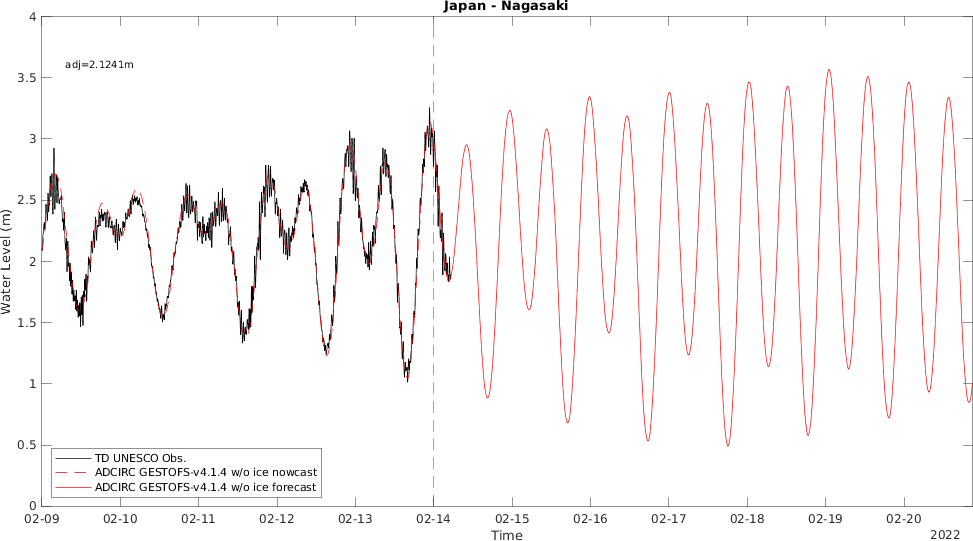 Japan - Nagasaki
adj=2.1241m
4
3.5
3
2.5
2
1.5
1
0.5
0
Water Level (m)
TD UNESCO Obs.
ADCIRC GESTOFS-v4.1.4 w/o ice nowcast
ADCIRC GESTOFS-v4.1.4 w/o ice forecast
02-09 02-10 02-11 02-12 02-13 02-14 02-15 02-16 02-17 02-18 02-19 02-20
Time
2022